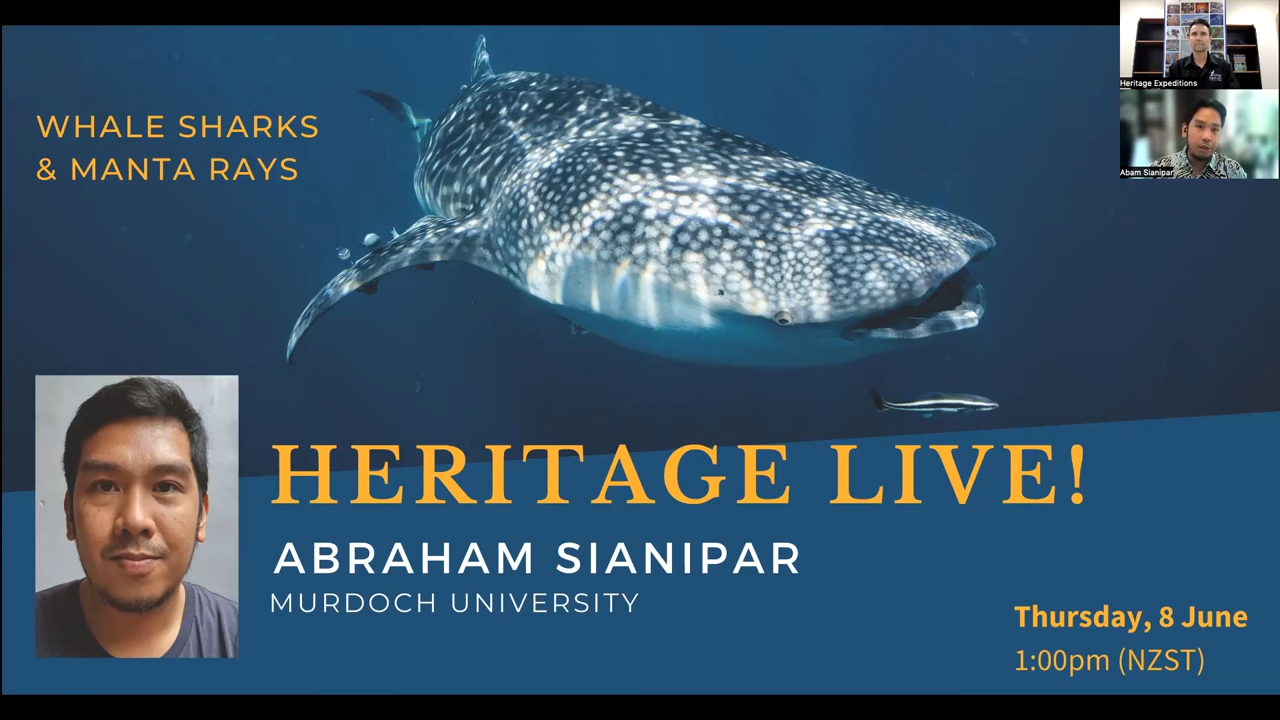 WHALE SHARKS
& MANTA RAYS
Heritage Expeditions
Abam Sianipar
HERITAGE LIVE!
ABRAHAM SIANIPAR
MURDOCH UNIVERSITY
Thursday, 8 June
1:00pm (NZST)